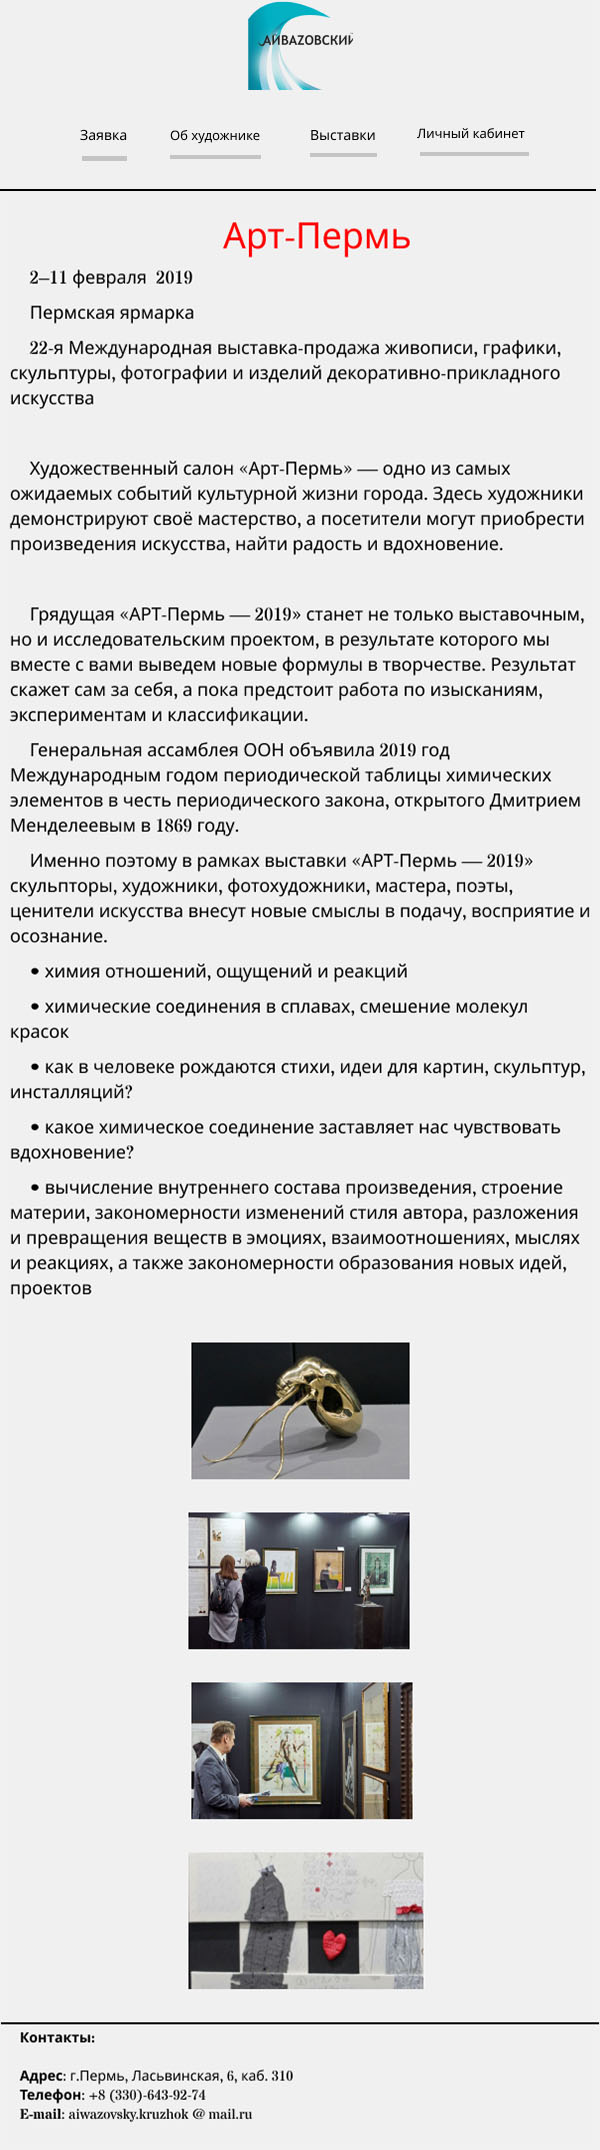 АЙВАZОВСКИЙ
Заявка Об художнике Выставки Личный кабинет
Арт-Пермь
2–11 февраля 2019
Пермская ярмарка
22-я Международная выставка-продажа живописи, графики,
скульптуры, фотографии и изделий декоративно-прикладного
искусства
Художественный салон «Арт-Пермь» — одно из самых
ожидаемых событий культурной жизни города. Здесь художники
демонстрируют своё мастерство, а посетители могут приобрести
произведения искусства, найти радость и вдохновение.
Грядущая «АРТ-Пермь — 2019» станет не только выставочным,
но и исследовательским проектом, в результате которого мы
вместе с вами выведем новые формулы в творчестве. Результат
скажет сам за себя, а пока предстоит работа по изысканиям,
экспериментам и классификации.
Генеральная ассамблея ООН объявила 2019 год
Международным годом периодической таблицы химических
элементов в честь периодического закона, открытого Дмитрием
Менделеевым в 1869 году.
Именно поэтому в рамках выставки «АРТ-Пермь — 2019»
скульпторы, художники, фотохудожники, мастера, поэты,
ценители искусства внесут новые смыслы в подачу, восприятие и
осознание.
• химия отношений, ощущений и реакций
• химические соединения в сплавах, смешение молекул
красок
• как в человеке рождаются стихи, идеи для картин, скульптур,
инсталляций?
• какое химическое соединение заставляет нас чувствовать
вдохновение?
• вычисление внутреннего состава произведения, строение
материи, закономерности изменений стиля автора, разложения
и превращения веществ в эмоциях, взаимоотношениях, мыслях
и реакциях, а также закономерности образования новых идей,
проектов
Контакты:
Адрес: г.Пермь, Ласьвинская, 6, каб. 310
Телефон: +8 (330)-643-92-74
E-mail: aiwazovsky.kruzhok @ mail.ru